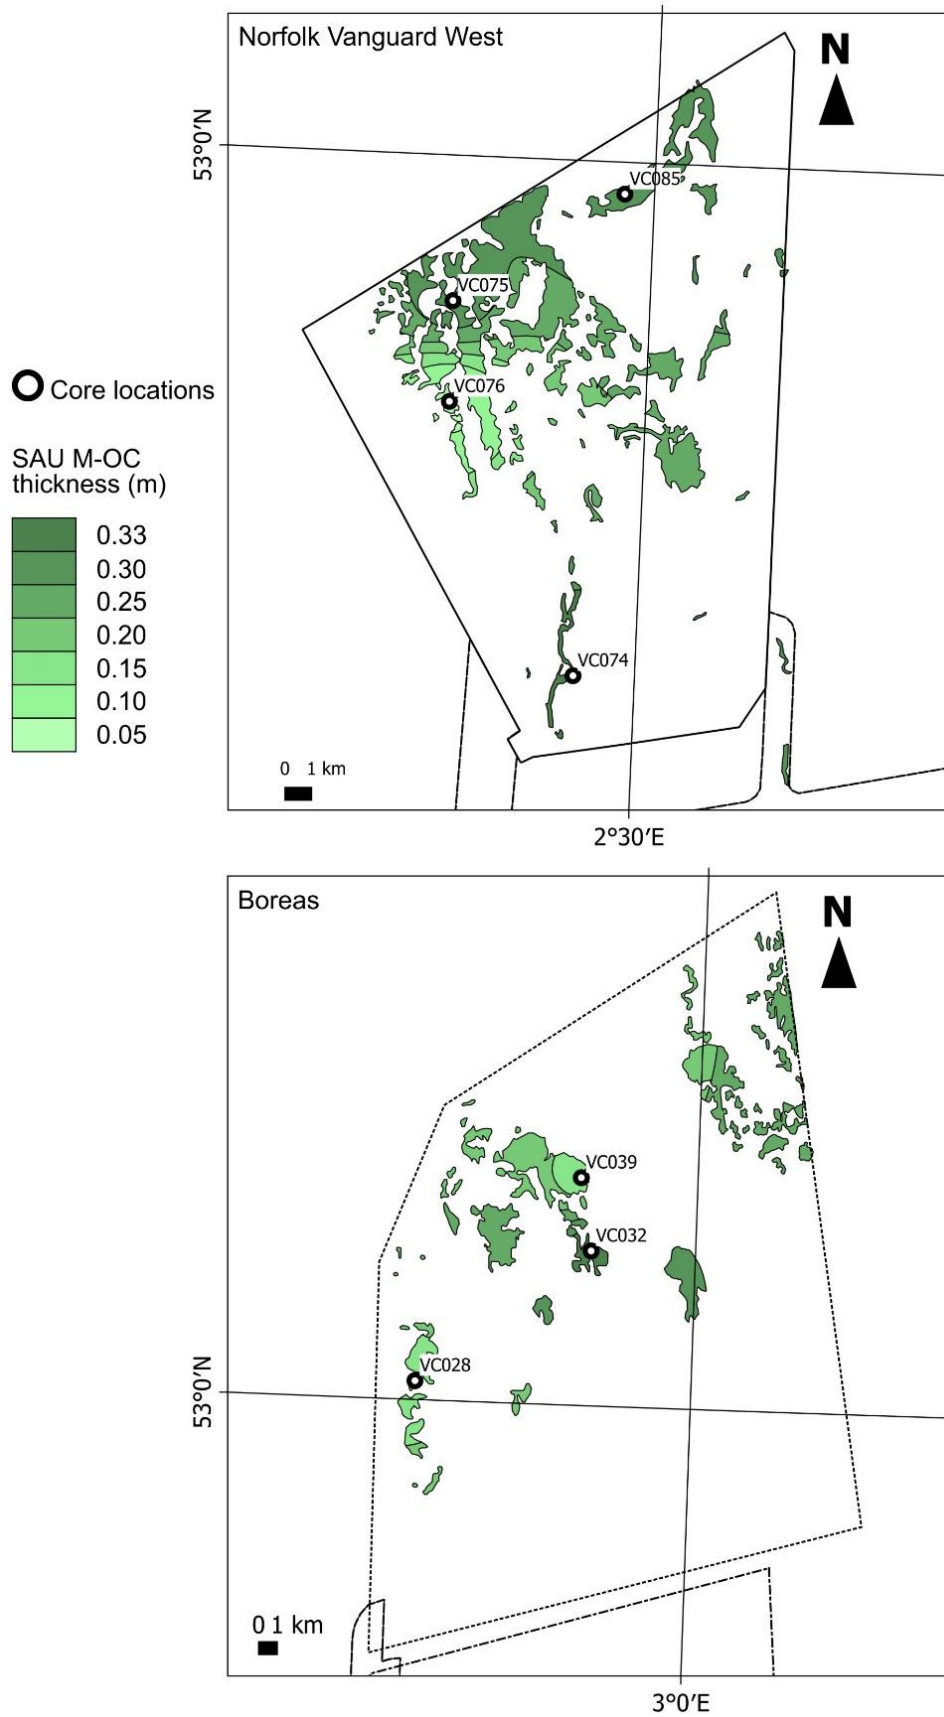 Norfolk Vanguard West
N
53°0′N
VC085
VC075
Core locations
VC076
SAU M-OC
thickness (m)
0.33
0.30
0.25
0.20
0.15
0.10
0.05
VC074
0 1 km
2°30′E
Boreas
N
VC039
VC032
VC028
53°0′N
0 1 km
3°0′E